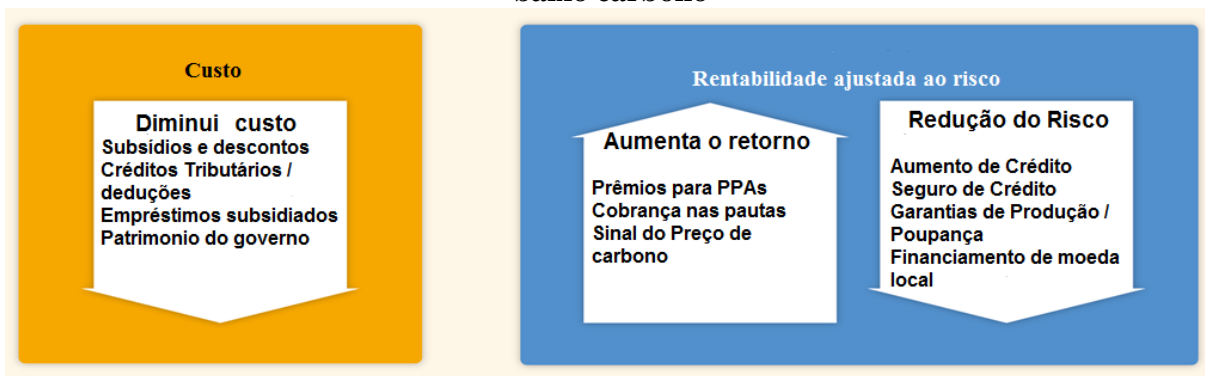 baixo carbono
Custo
Diminui custo
Subsídios e descontos
Créditos Tributários /
deduções
Empréstimos subsidiados
Patrimonio do governo
Rentabilidade ajustada ao risco
Aumenta o retorno
Prêmios para PPAs
Cobrança nas pautas
Sinal do Preço de
carbono
Redução do Risco
Aumento de Crédito
Seguro de Crédito
Garantias de Produção /
Poupança
Financiamento de moeda
local